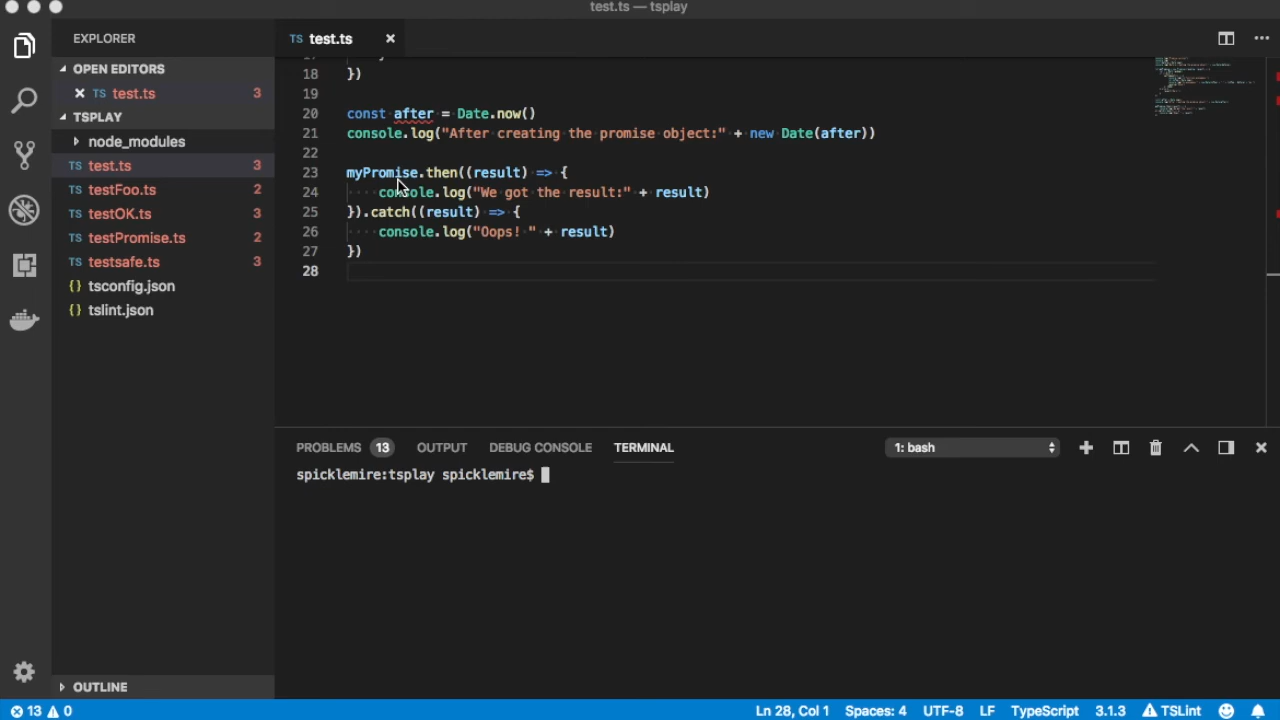 test.ts — tsplay
EXPLORER
OPEN EDITORS
TS test.ts 3
TSPLAY
node_modules
TS test.ts 3
TS testFoo.ts 2
TS testOK.ts 3
TS testPromise.ts 2
TS testsafe.ts 3
{} tsconfig.json
{} tslint.json
OUTLINE
TS test.ts
18 })
19
20 const after = Date.now()
21 console.log("After creating the promise object:" + new Date(after))
22
23 myPromise.then((result) => {
24 console.log("We got the result:" + result)
25 }).catch((result) => {
26 console.log("Oops! " + result)
27 })
28
PROBLEMS 13 OUTPUT DEBUG CONSOLE TERMINAL 1: bash
spicklemire:tsplay spicklemire$
13 0 Ln 28, Col 1 Spaces: 4 UTF-8 LF TypeScript 3.1.3 TSLint